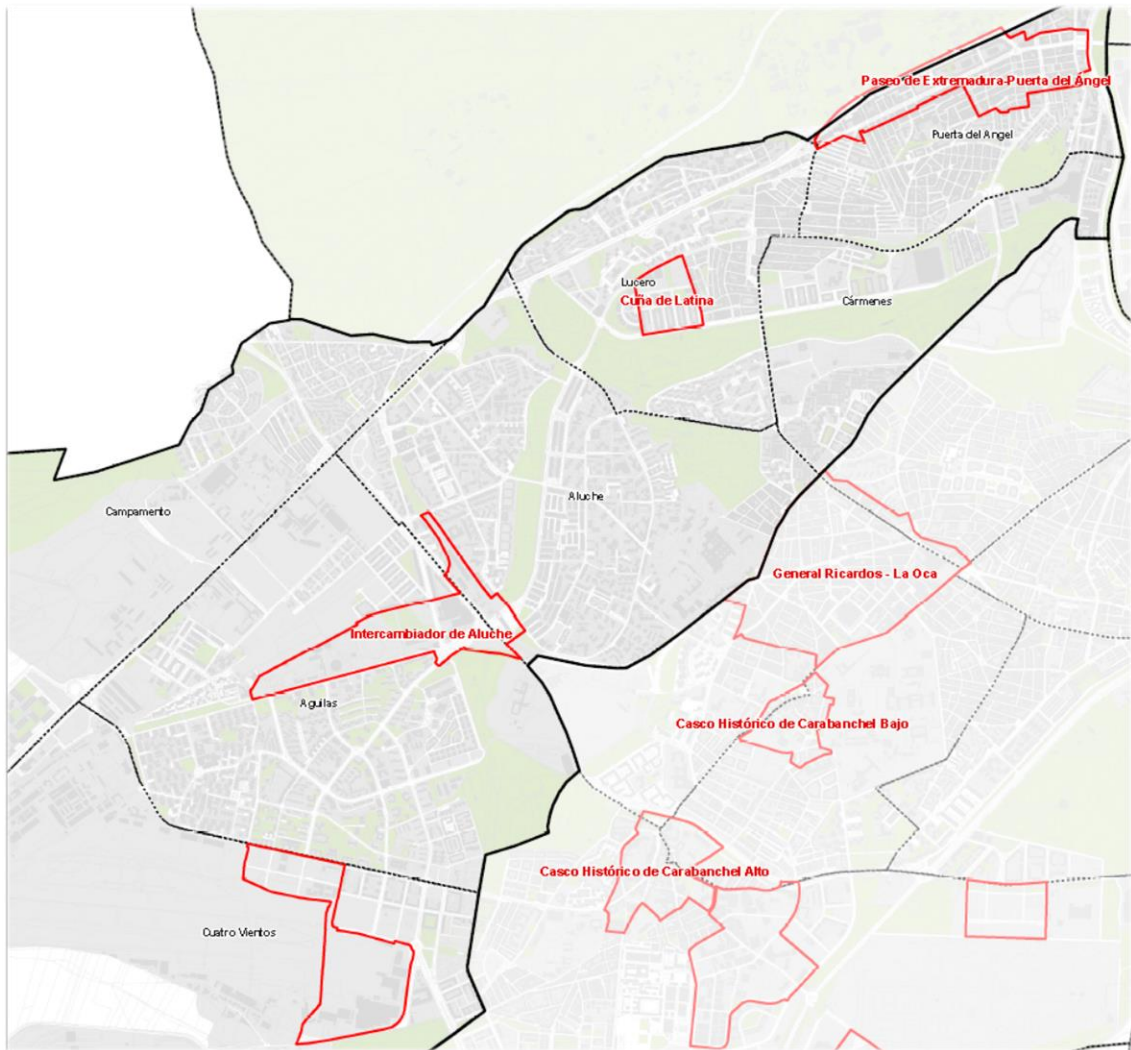 Paseo de Extremadura-Puerta del Ángel
Puerta del Angel
Lucero
Cuña de Latina
Cármenes
Aluche
Campamento
General Ricardos - La Oca
Intercambiador de Aluche
Aguilas
Casco Histórico de Carabanchel Bajo
Casco Histórico de Carabanchel Alto
Cuatro Vientos